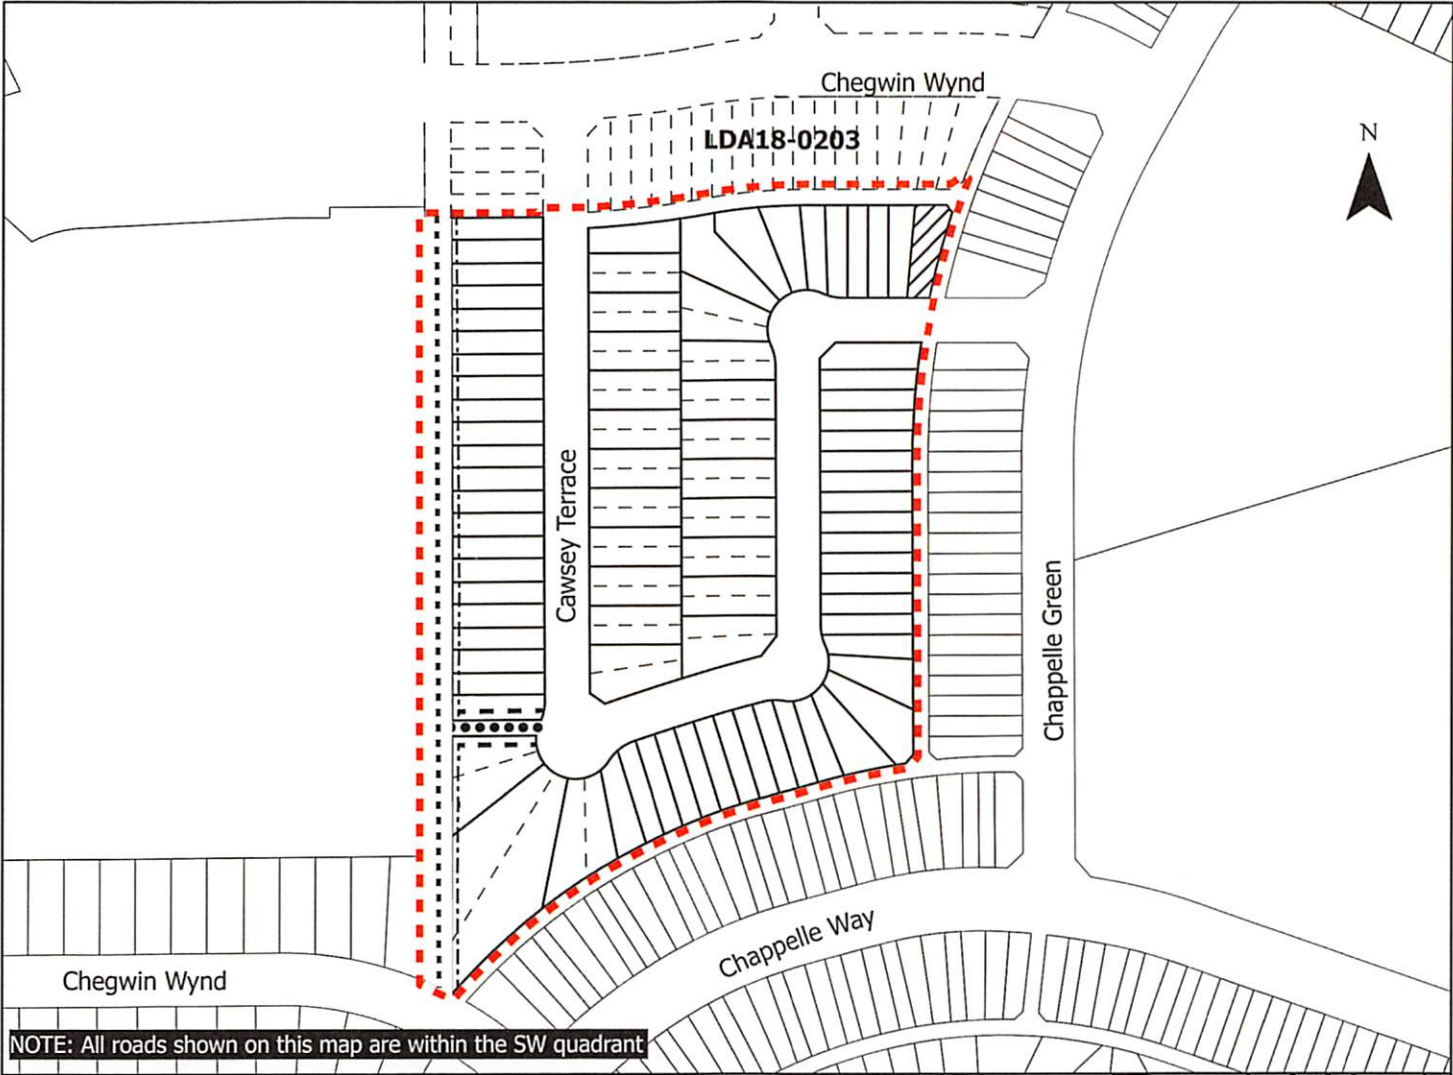 Chegwin Wynd
LDA18-0203
N
Cawsey Terrace
Chappelle Green
Chappelle Way
Chegwin Wynd
NOTE: All roads shown on this map are within the SW quadrant